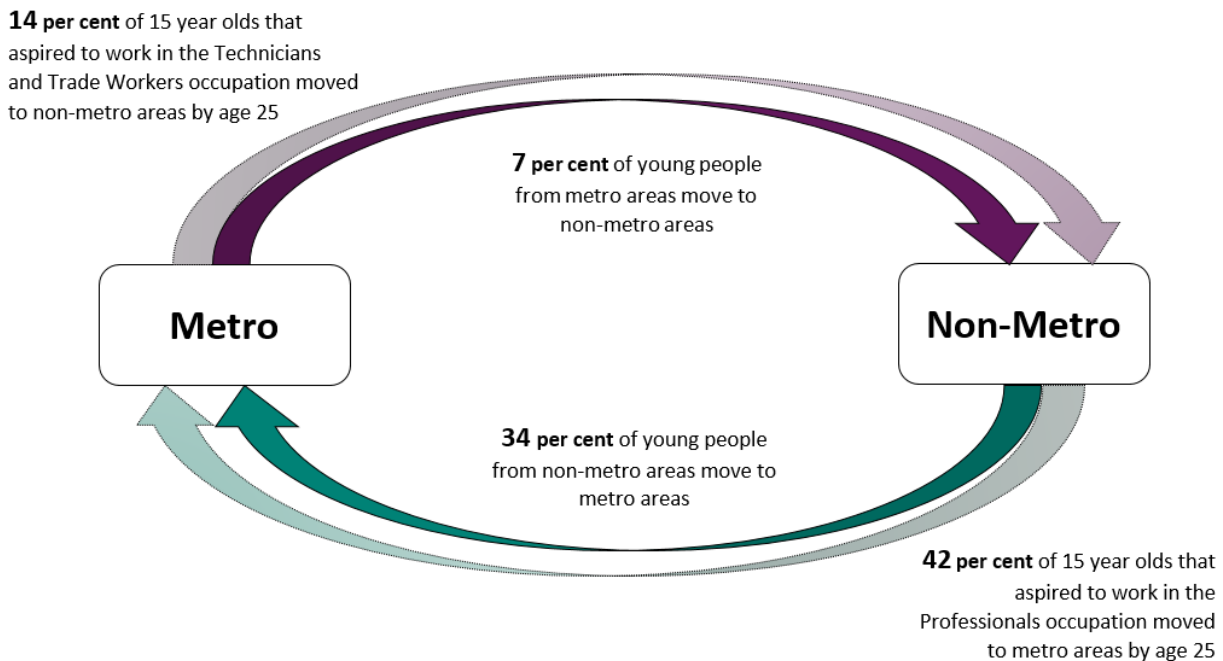 14 per cent of 15 year olds that
aspired to work in the Technicians
and Trade Workers occupation moved
to non-metro areas by age 25
7 per cent of young people
from metro areas move to
non-metro areas
Metro
Non-Metro
34 per cent of young people
from non-metro areas move to
metro areas
42 per cent of 15 year olds that
aspired to work in the
Professionals occupation moved
to metro areas by age 25